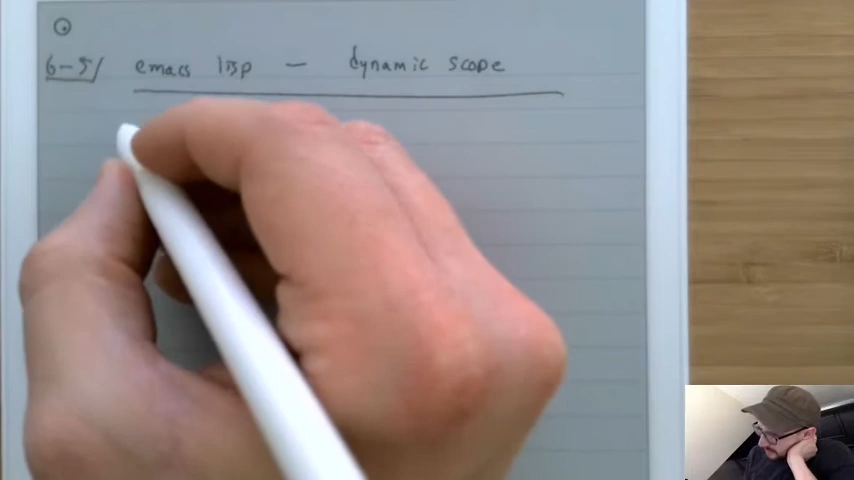 6-5/ emacs lisp — dynamic scope